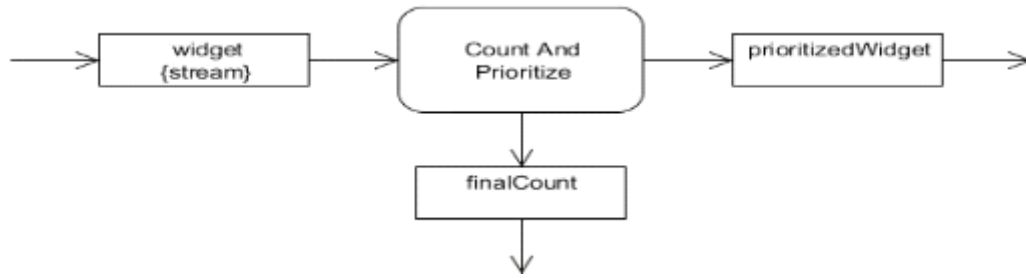 widget
{stream}
Count And
Prioritize
prioritizedWidget
finalCount